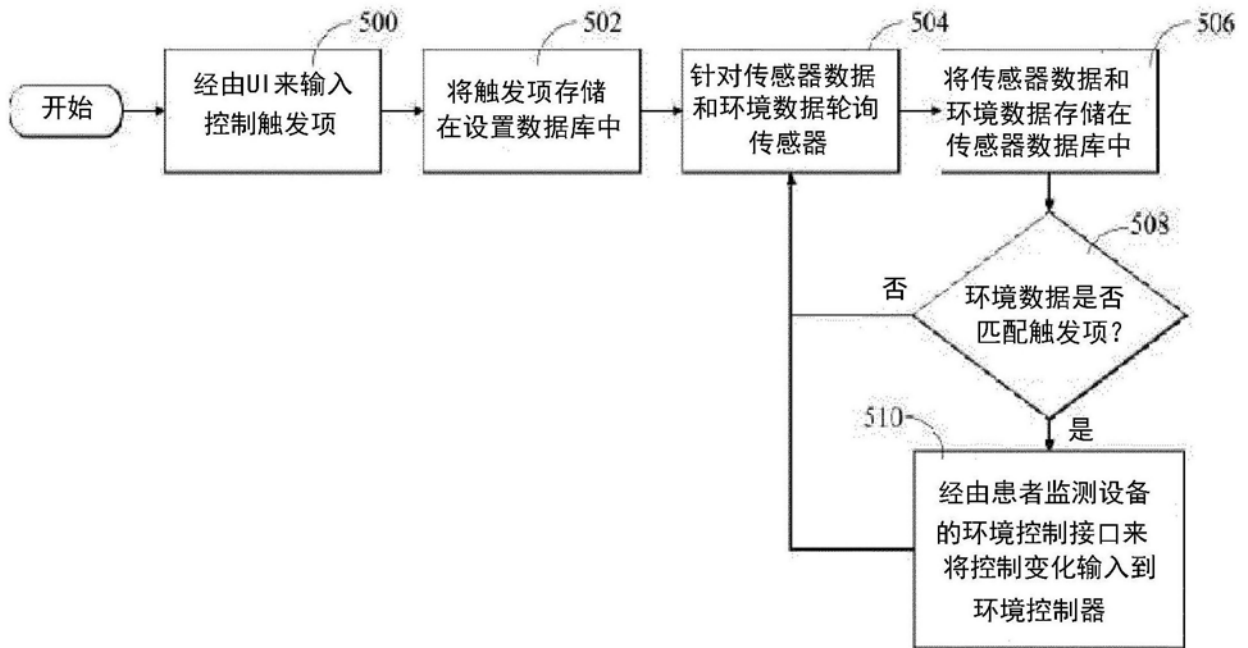 开始
500
经由UI来输入
控制触发项
502
将触发项存储
在设置数据库中
504
针对传感器数据
和环境数据轮询
传感器
506
将传感器数据和
环境数据存储在
传感器数据库中
508
环境数据是否
匹配触发项?
否
是
510
经由患者监测设备
的环境控制接口来
将控制变化输入到
环境控制器